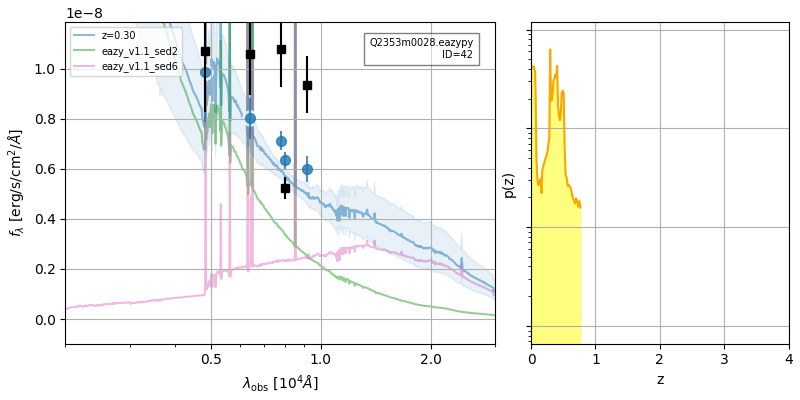 1e−8
z=0.30
eazy_v1.1_sed2
eazy_v1.1_sed6
Q2353m0028.eazypy
ID=42
1.0
0.8
0.6
0.4
0.2
0.0
fλ [erg/s/cm²/Å]
0.5 1.0 2.0
λobs [10⁴Å]
p(z)
0 1 2 3 4
z